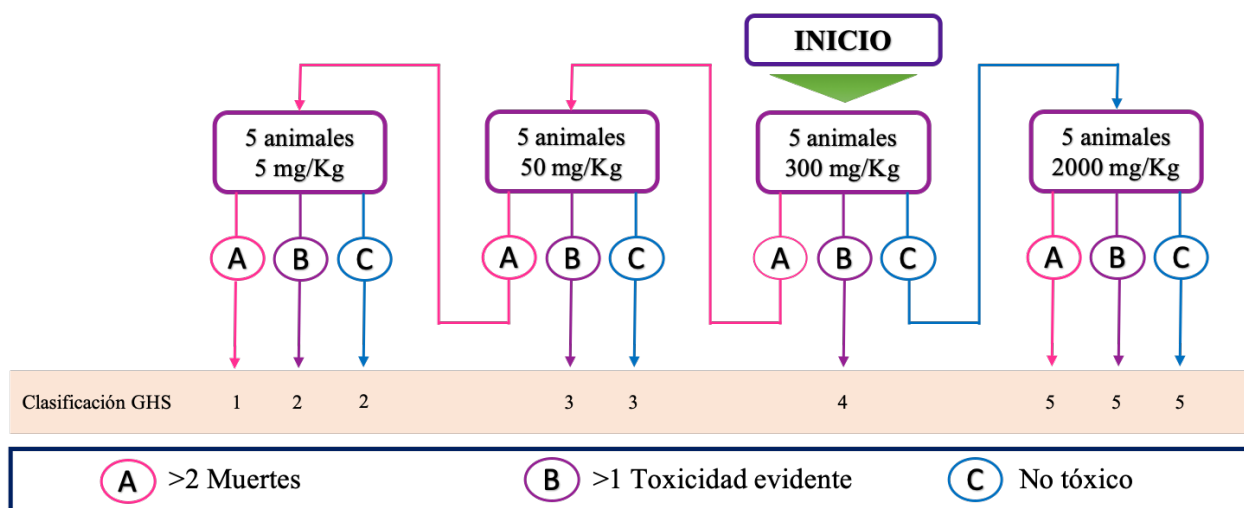 INICIO
5 animales
5 mg/Kg
5 animales
50 mg/Kg
5 animales
300 mg/Kg
5 animales
2000 mg/Kg
A B C A B C A B C A B C
Clasificación GHS 1 2 2 3 3 4 5 5 5
A >2 Muertes B >1 Toxicidad evidente C No tóxico